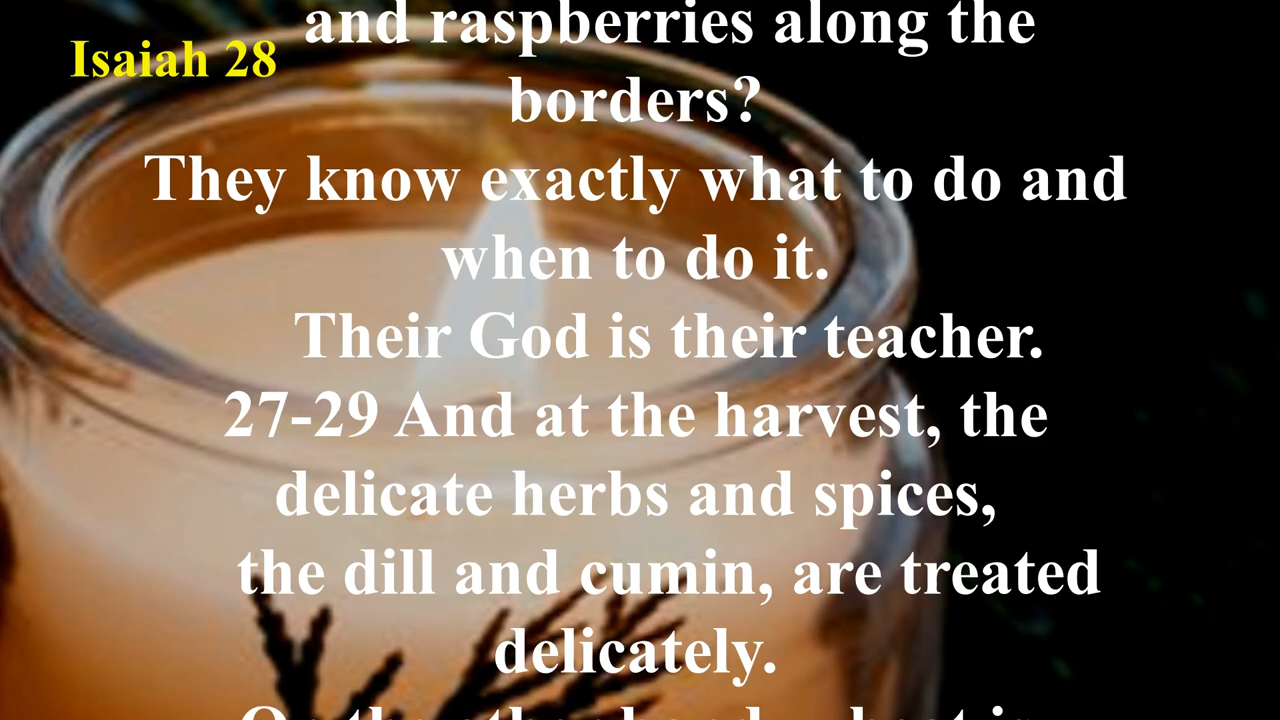 Isaiah 28
and raspberries along the
borders?
They know exactly what to do and
when to do it.
Their God is their teacher.
27-29 And at the harvest, the
delicate herbs and spices,
the dill and cumin, are treated
delicately.